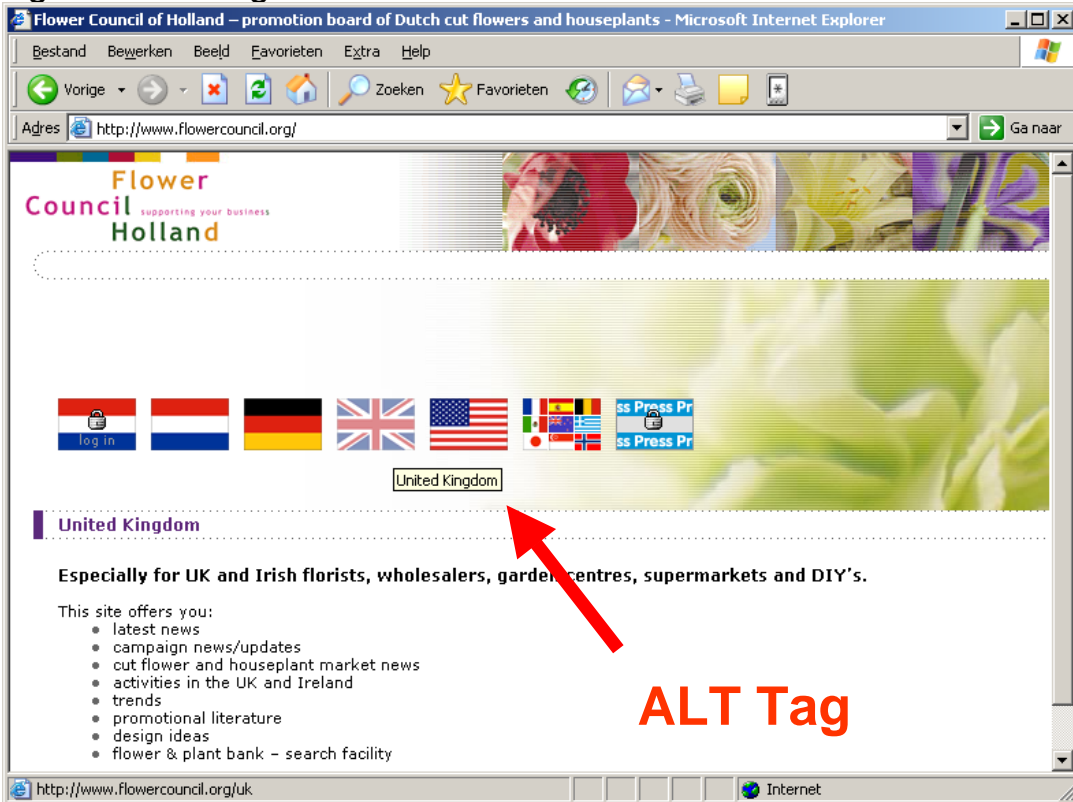 Flower Council of Holland – promotion board of Dutch cut flowers and houseplants - Microsoft Internet Explorer
Bestand Bewerken Beeld Favorieten Extra Help
Vorige Zoeken Favorieten
Adres http://www.flowercouncil.org/ Ga naar
Flower
Council supporting your business
Holland
log in
ss Press Pr
ss Press Pr
United Kingdom
United Kingdom
Especially for UK and Irish florists, wholesalers, garden centres, supermarkets and DIY's.
This site offers you:
latest news
campaign news/updates
cut flower and houseplant market news
activities in the UK and Ireland
trends
promotional literature
design ideas
flower & plant bank – search facility
ALT Tag
http://www.flowercouncil.org/uk Internet